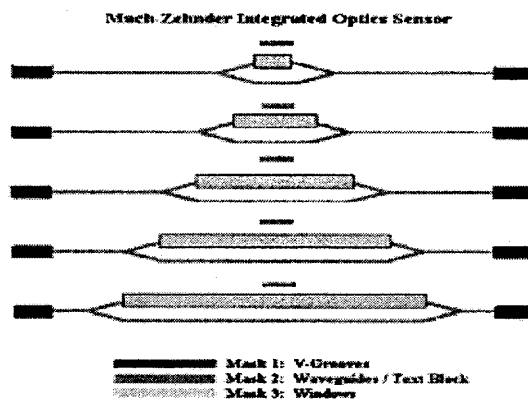 Mach-Zehnder Integrated Optics Sensor
Mask 1: V-Grooves
Mask 2: Waveguides / Text Block
Mask 3: Windows